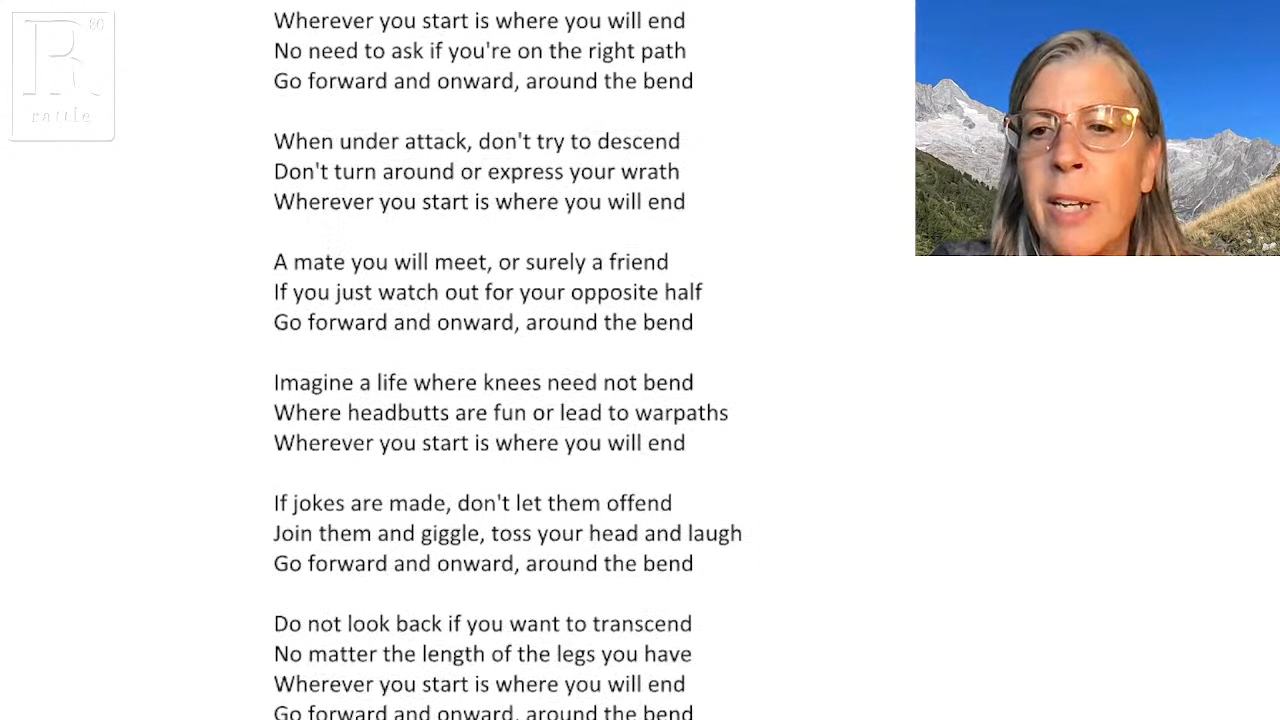 R 80
rattle
Wherever you start is where you will end
No need to ask if you're on the right path
Go forward and onward, around the bend
When under attack, don't try to descend
Don't turn around or express your wrath
Wherever you start is where you will end
A mate you will meet, or surely a friend
If you just watch out for your opposite half
Go forward and onward, around the bend
Imagine a life where knees need not bend
Where headbutts are fun or lead to warpaths
Wherever you start is where you will end
If jokes are made, don't let them offend
Join them and giggle, toss your head and laugh
Go forward and onward, around the bend
Do not look back if you want to transcend
No matter the length of the legs you have
Wherever you start is where you will end
Go forward and onward, around the bend